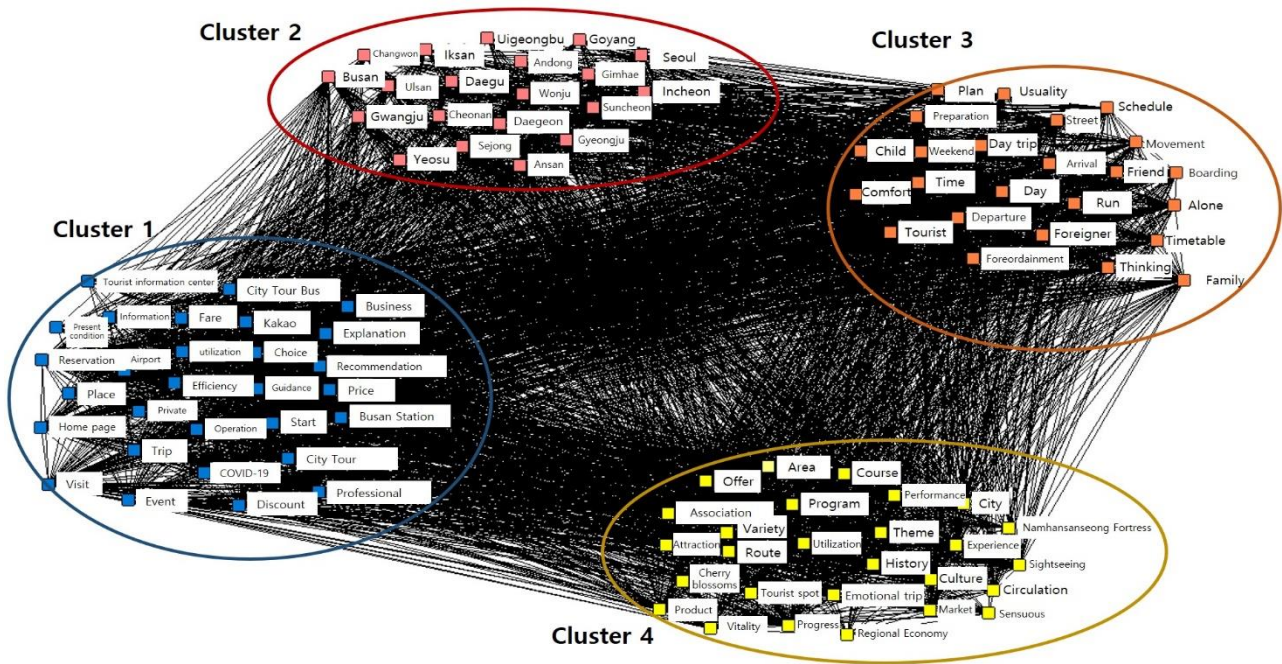 Cluster 2
Changwon
Iksan
Uigeongbu
Goyang
Seoul
Busan
Ulsan
Daegu
Andong
Gimhae
Incheon
Wonju
Suncheon
Gwangju
Cheonan
Daegeon
Gyeongju
Yeosu
Sejong
Ansan
Cluster 3
Plan
Usuality
Schedule
Preparation
Street
Movement
Child
Weekend
Day trip
Arrival
Friend
Boarding
Comfort
Time
Day
Run
Alone
Tourist
Departure
Foreigner
Timetable
Foreordainment
Thinking
Family
Cluster 1
Tourist information center
City Tour Bus
Business
Present
condition
Information
Fare
Kakao
Explanation
Reservation
Airport
utilization
Choice
Recommendation
Place
Efficiency
Guidance
Price
Private
Home page
Operation
Start
Busan Station
Trip
COVID-19
City Tour
Visit
Event
Discount
Professional
Offer
Area
Course
Performance
City
Association
Program
Namhansanseong Fortress
Variety
Theme
Attraction
Route
Utilization
Experience
History
Sightseeing
Cherry
blossoms
Tourist spot
Emotional trip
Culture
Circulation
Product
Market
Sensuous
Vitality
Progress
Regional Economy
Cluster 4